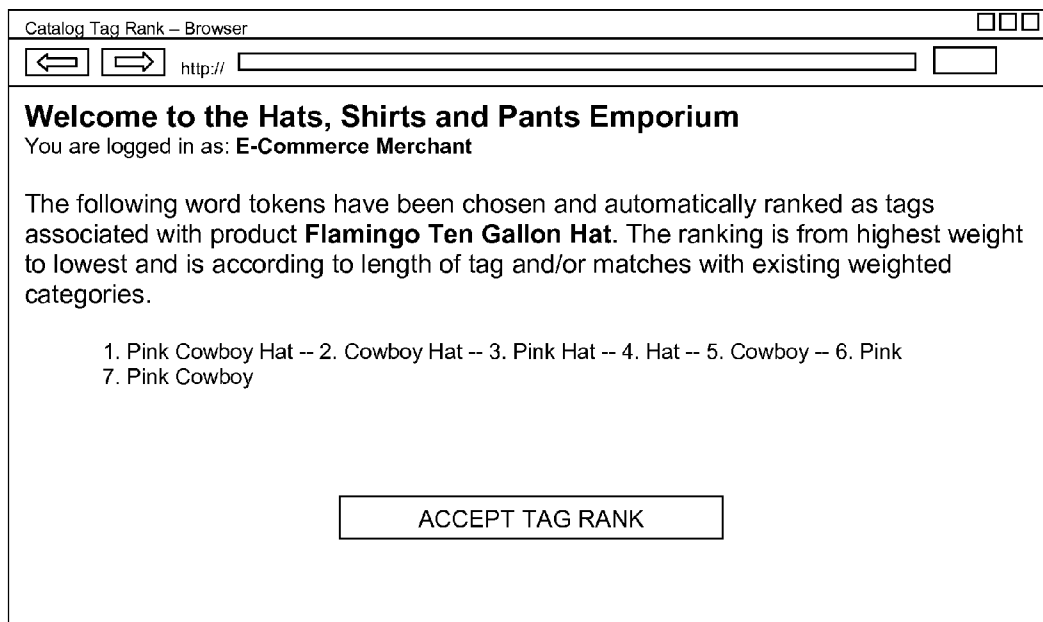 Catalog Tag Rank – Browser
http://
Welcome to the Hats, Shirts and Pants Emporium
You are logged in as: E-Commerce Merchant
The following word tokens have been chosen and automatically ranked as tags
associated with product Flamingo Ten Gallon Hat. The ranking is from highest weight
to lowest and is according to length of tag and/or matches with existing weighted
categories.
1. Pink Cowboy Hat -- 2. Cowboy Hat -- 3. Pink Hat -- 4. Hat -- 5. Cowboy -- 6. Pink
7. Pink Cowboy
ACCEPT TAG RANK